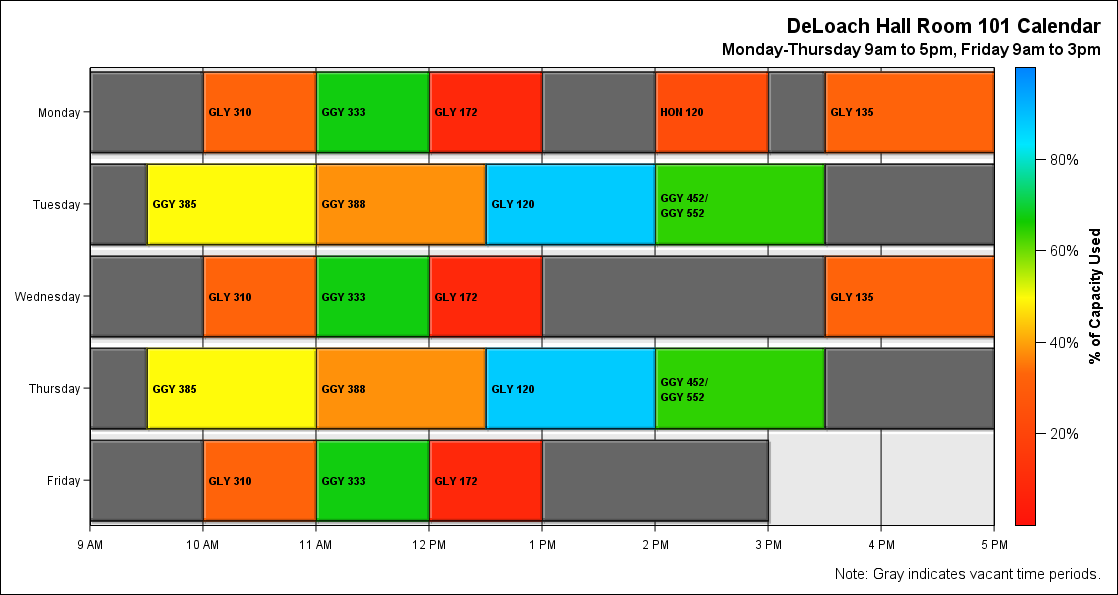 DeLoach Hall Room 101 Calendar
Monday-Thursday 9am to 5pm, Friday 9am to 3pm
Monday
GLY 310
GGY 333
GLY 172
HON 120
GLY 135
Tuesday
GGY 385
GGY 388
GLY 120
GGY 452/
GGY 552
Wednesday
GLY 310
GGY 333
GLY 172
GLY 135
Thursday
GGY 385
GGY 388
GLY 120
GGY 452/
GGY 552
Friday
GLY 310
GGY 333
GLY 172
9 AM
10 AM
11 AM
12 PM
1 PM
2 PM
3 PM
4 PM
5 PM
80%
60%
40%
20%
% of Capacity Used
Note: Gray indicates vacant time periods.